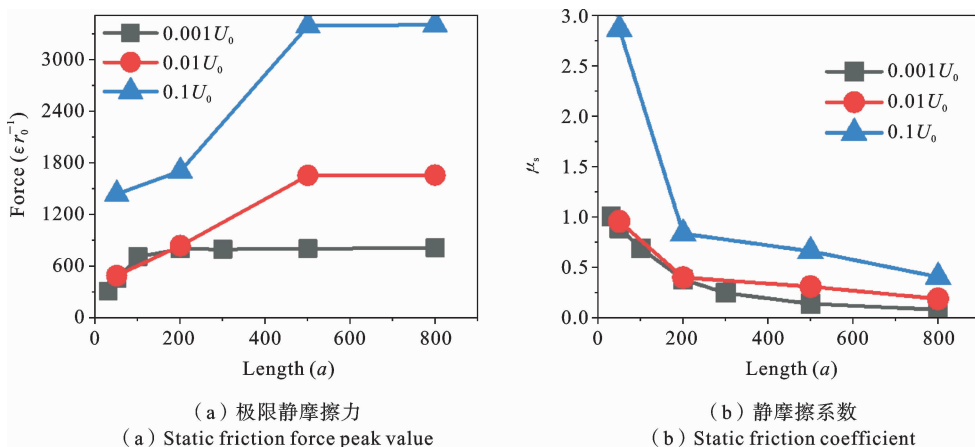 3600
3000
2400
1800
1200
600
0
Force (ε r₀⁻¹)
0.001U₀
0.01U₀
0.1U₀
0 200 400 600 800
Length (a)
3.0
2.5
2.0
1.5
1.0
0.5
0.0
μₛ
0.001U₀
0.01U₀
0.1U₀
0 200 400 600 800
Length (a)
（a）极限静摩擦力
（a）Static friction force peak value
（b）静摩擦系数
（b）Static friction coefficient